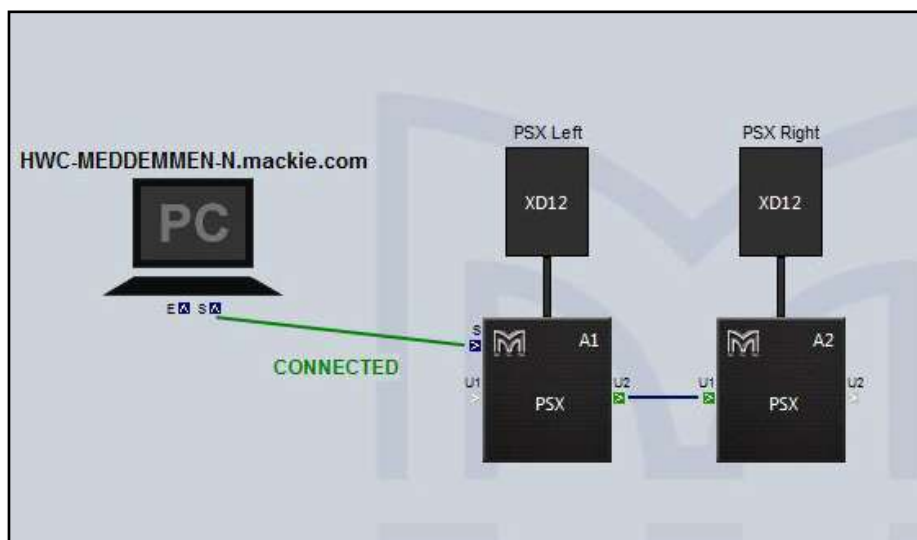 PSX Left
PSX Right
HWC-MEDDEMMEN-N.mackie.com
PC
XD12
XD12
E S
S
CONNECTED
A1
A2
U1
U2
U1
U2
PSX
PSX